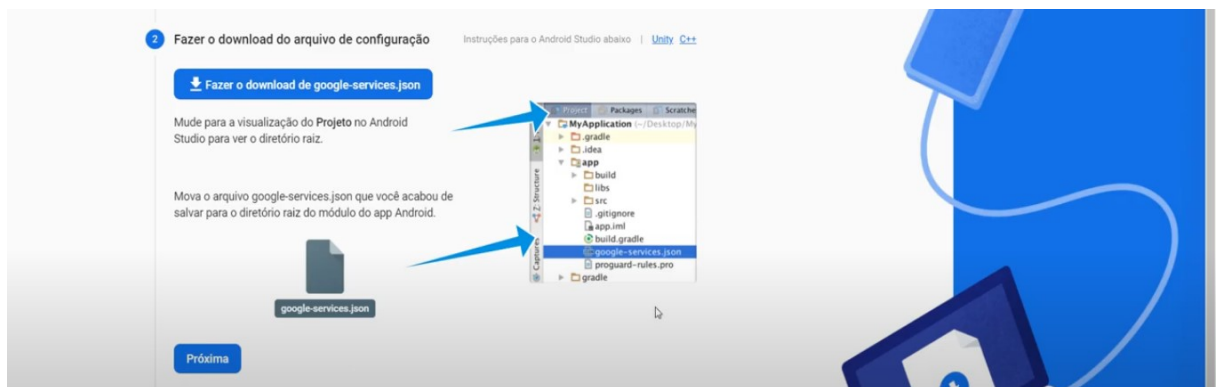 2
Fazer o download do arquivo de configuração
Instruções para o Android Studio abaixo | Unity C++
Fazer o download de google-services.json
Mude para a visualização do Projeto no Android
Studio para ver o diretório raiz.
Mova o arquivo google-services.json que você acabou de
salvar para o diretório raiz do módulo do app Android.
google-services.json
Próxima
Project Packages Scratche
MyApplication (~/Desktop/My
.gradle
.idea
app
build
libs
src
.gitignore
app.iml
build.gradle
google-services.json
proguard-rules.pro
gradle
Z: Structure
Captures